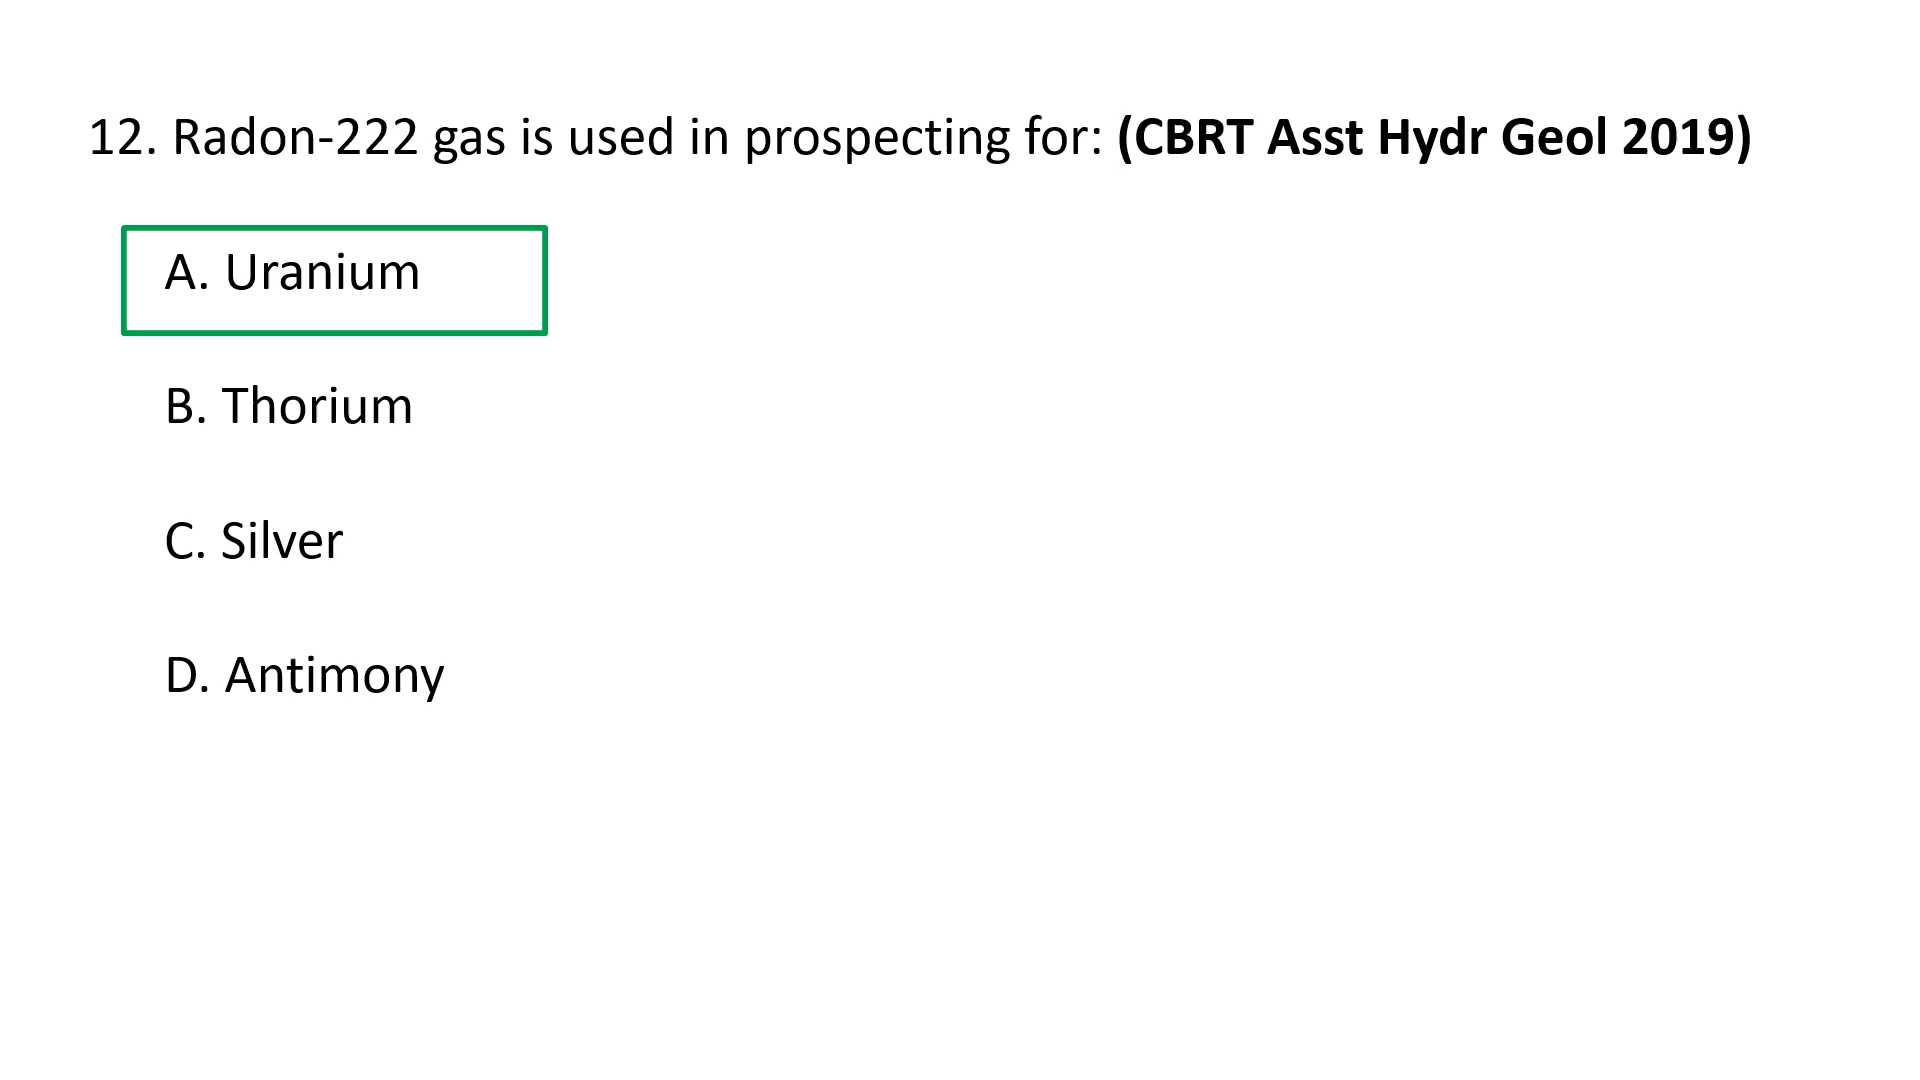 12. Radon-222 gas is used in prospecting for: (CBRT Asst Hydr Geol 2019)
A. Uranium
B. Thorium
C. Silver
D. Antimony